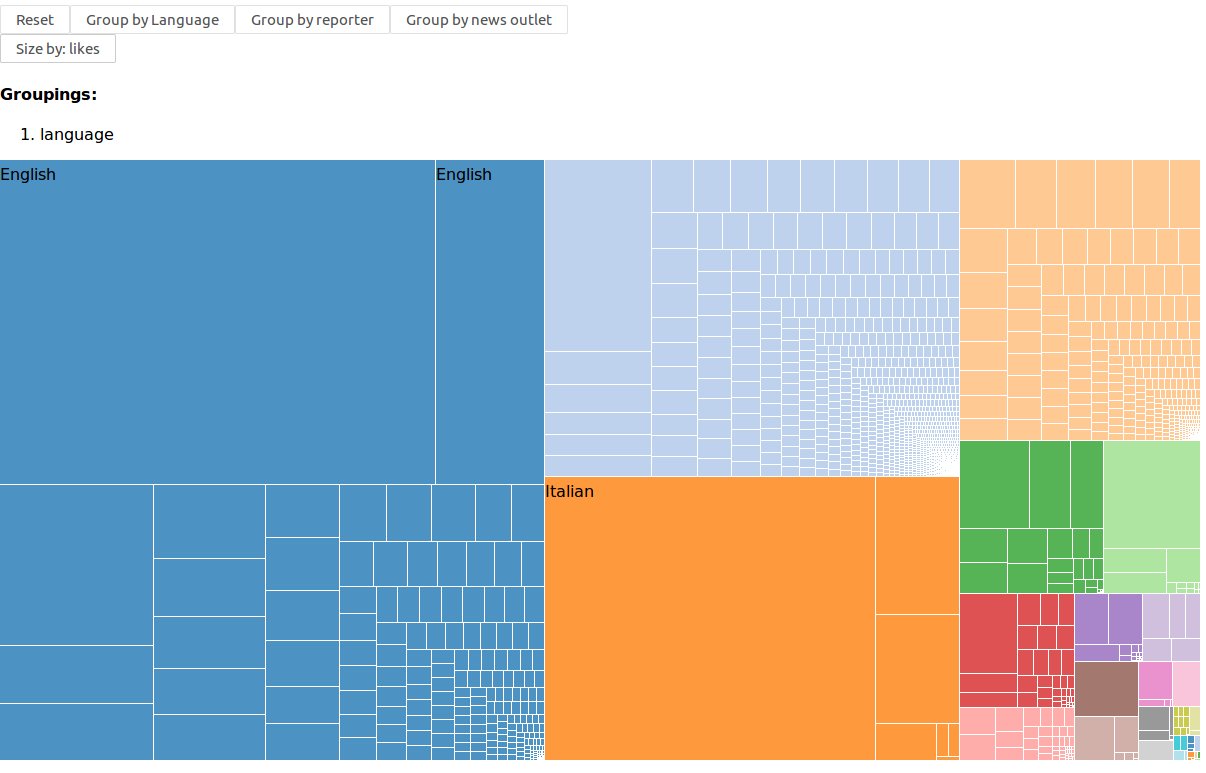 Reset Group by Language Group by reporter Group by news outlet
Size by: likes
Groupings:
1. language
English English
Italian